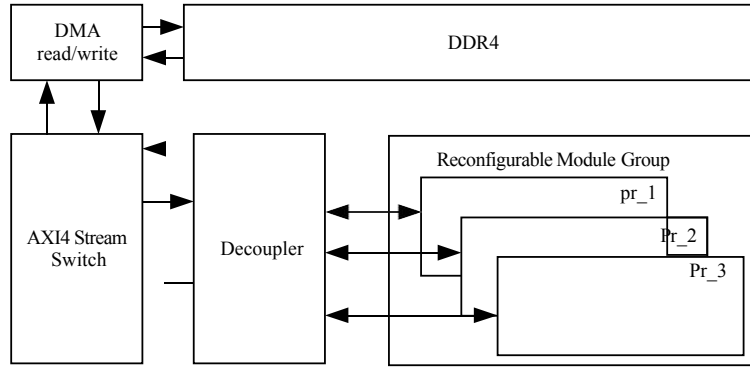 DMA
read/write
DDR4
Reconfigurable Module Group
pr_1
AXI4 Stream
Switch
Decoupler
Pr_2
Pr_3